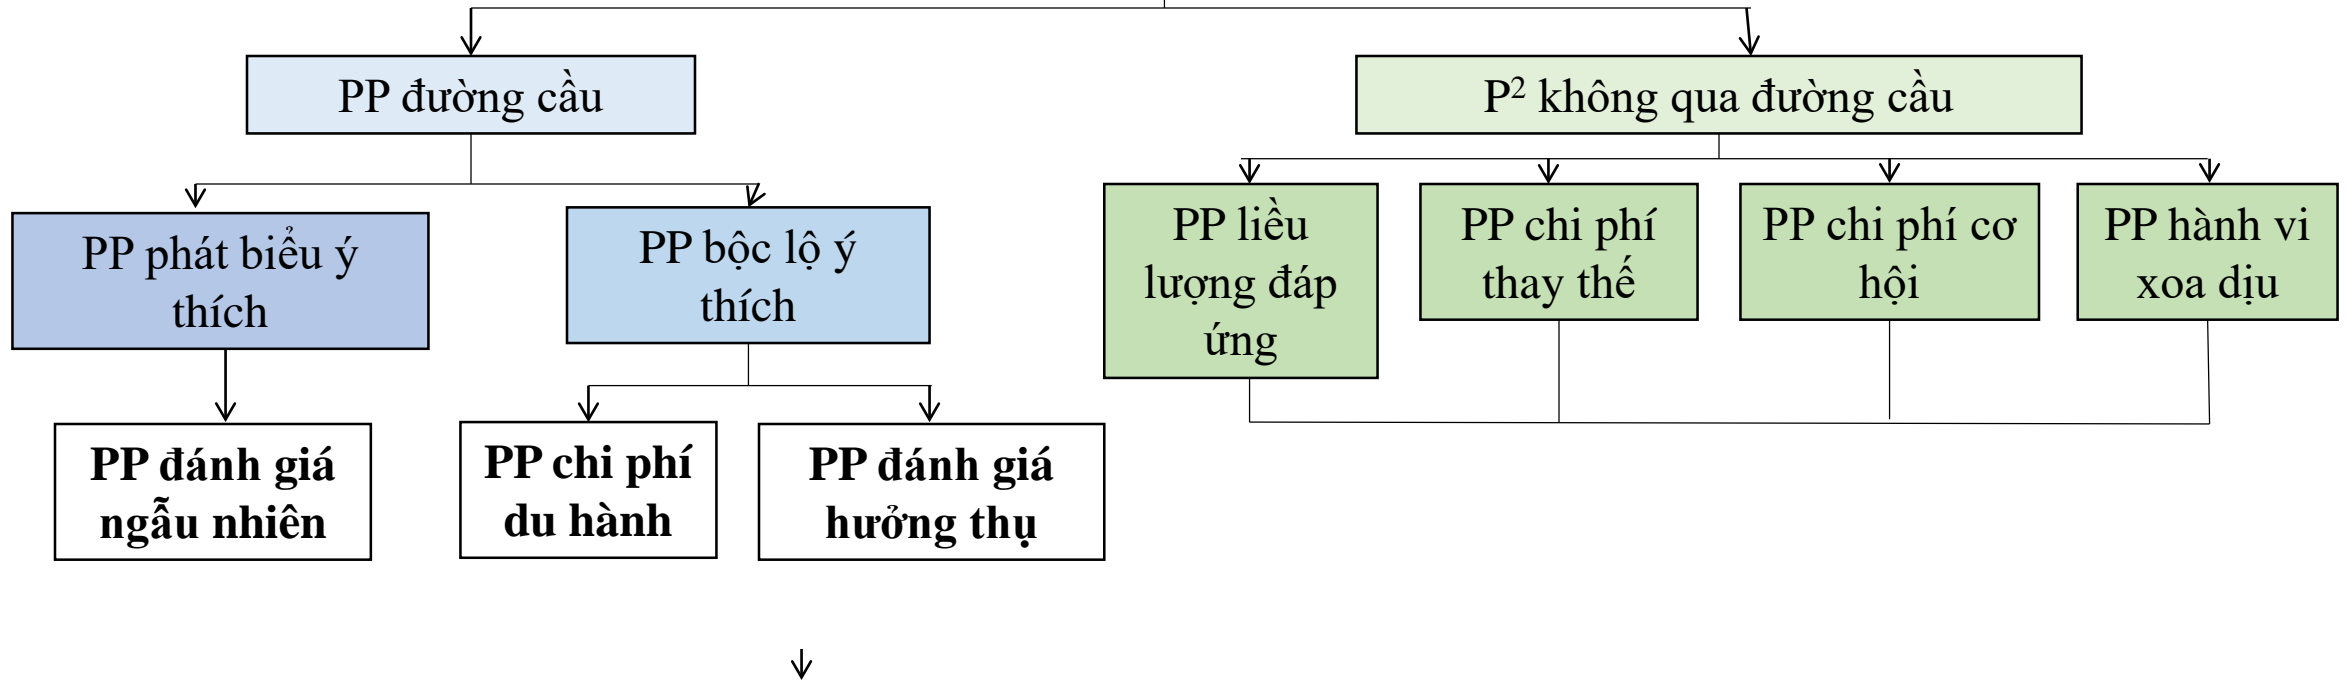 PP đường cầu
P² không qua đường cầu
PP phát biểu ý
thích
PP bộc lộ ý
thích
PP liều
lượng đáp
ứng
PP chi phí
thay thế
PP chi phí cơ
hội
PP hành vi
xoa dịu
PP đánh giá
ngẫu nhiên
PP chi phí
du hành
PP đánh giá
hưởng thụ